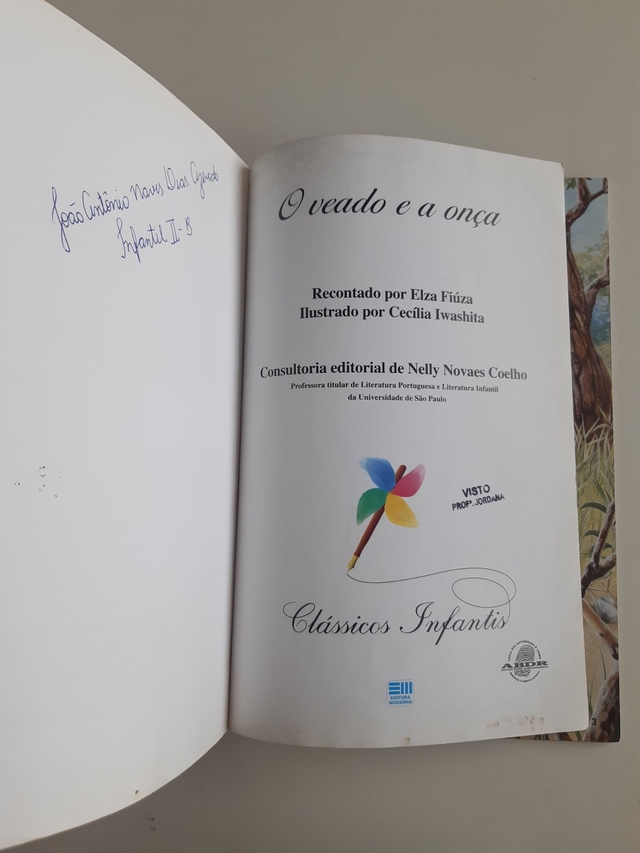 João Antônio Naves Dias Azevedo
Infantil II-B
O veado e a onça
Recontado por Elza Fiúza
Ilustrado por Cecília Iwashita
Consultoria editorial de Nelly Novaes Coelho
Professora titular de Literatura Portuguesa e Literatura Infantil
da Universidade de São Paulo
VISTO
PROFª. JORDANA
Clássicos Infantis
ABDR
EDITORA
MODERNA
3